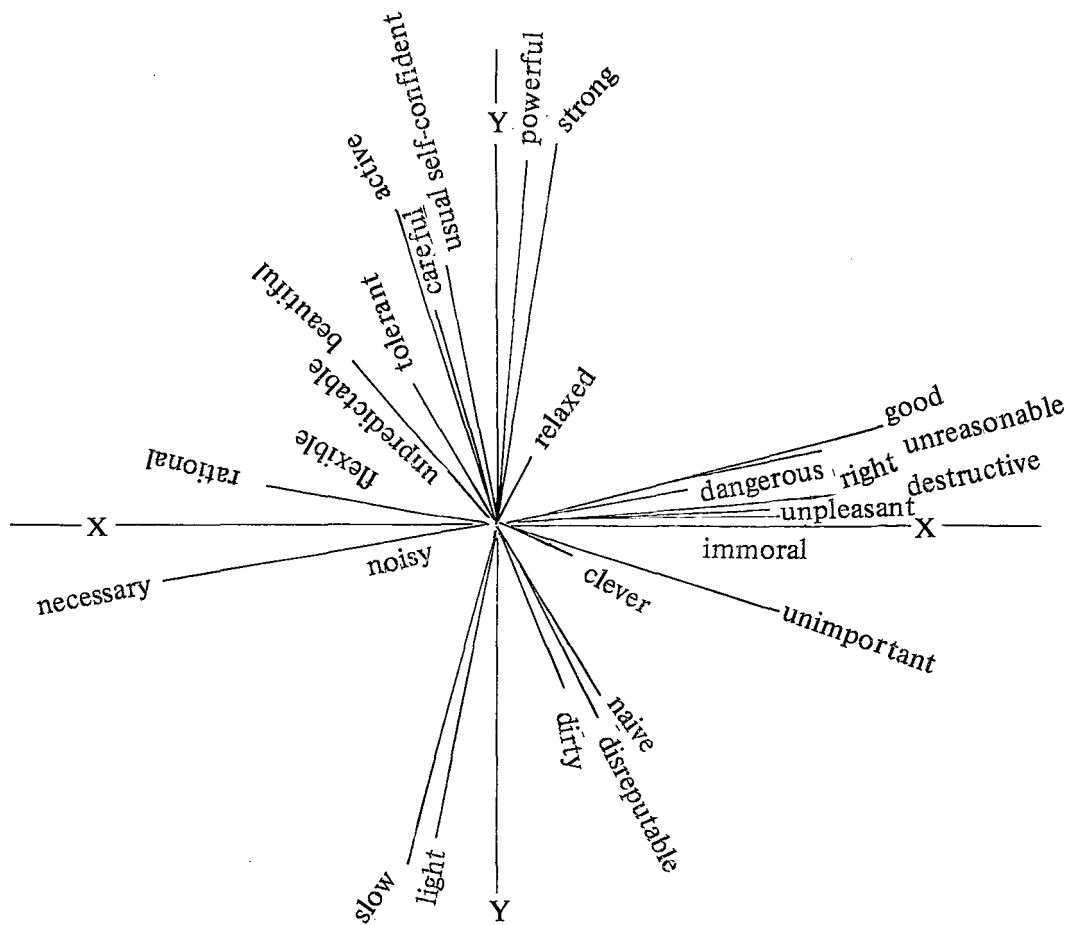 self-confident
powerful
strong
Y
active
careful
usual
beautiful
tolerant
unpredictable
relaxed
flexible
rational
good
unreasonable
dangerous
right
destructive
unpleasant
X
X
noisy
immoral
necessary
clever
unimportant
naive
dirty
disreputable
slow
light
Y